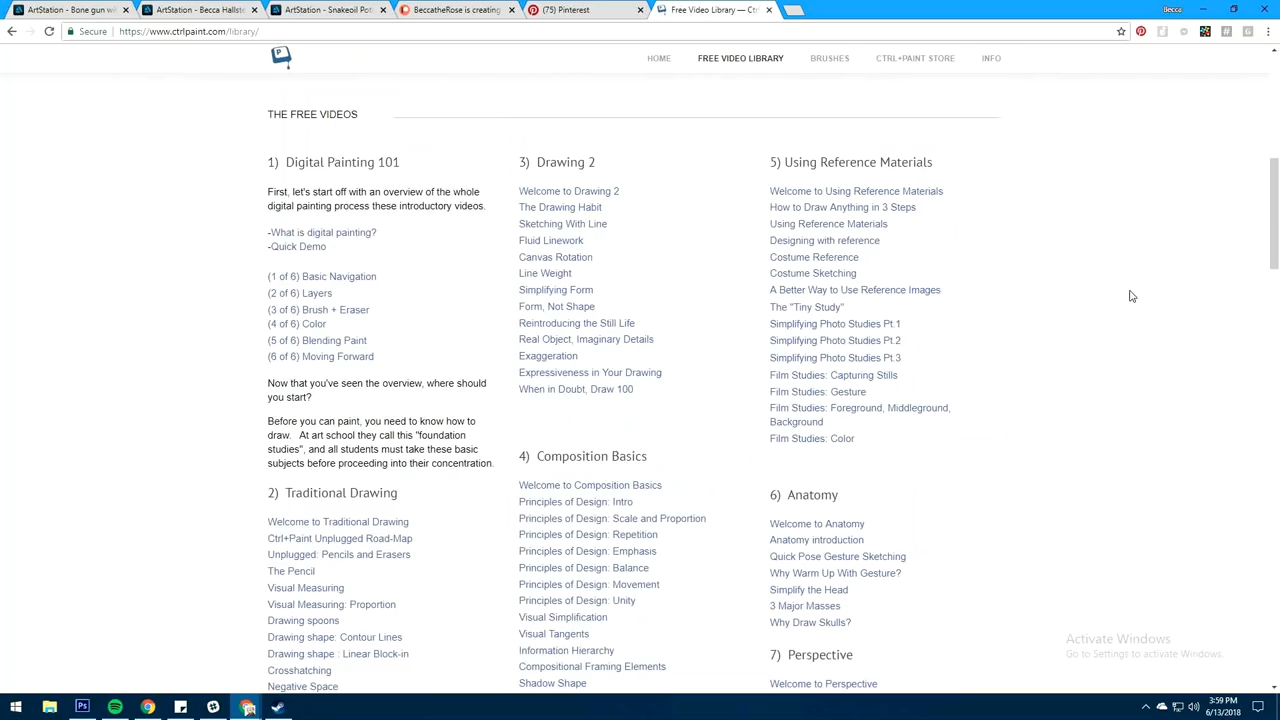 ArtStation - Bone gun wi
ArtStation - Becca Hallste
ArtStation - Snakeoil Poti
BeccatheRose is creating
(75) Pinterest
Free Video Library — Ctr
Becca
Secure
https://www.ctrlpaint.com/library/
HOME
FREE VIDEO LIBRARY
BRUSHES
CTRL+PAINT STORE
INFO
THE FREE VIDEOS
1) Digital Painting 101
First, let's start off with an overview of the whole
digital painting process these introductory videos.
-What is digital painting?
-Quick Demo
(1 of 6) Basic Navigation
(2 of 6) Layers
(3 of 6) Brush + Eraser
(4 of 6) Color
(5 of 6) Blending Paint
(6 of 6) Moving Forward
Now that you've seen the overview, where should
you start?
Before you can paint, you need to know how to
draw. At art school they call this "foundation
studies", and all students must take these basic
subjects before proceeding into their concentration.
2) Traditional Drawing
Welcome to Traditional Drawing
Ctrl+Paint Unplugged Road-Map
Unplugged: Pencils and Erasers
The Pencil
Visual Measuring
Visual Measuring: Proportion
Drawing spoons
Drawing shape: Contour Lines
Drawing shape : Linear Block-in
Crosshatching
Negative Space
3) Drawing 2
Welcome to Drawing 2
The Drawing Habit
Sketching With Line
Fluid Linework
Canvas Rotation
Line Weight
Simplifying Form
Form, Not Shape
Reintroducing the Still Life
Real Object, Imaginary Details
Exaggeration
Expressiveness in Your Drawing
When in Doubt, Draw 100
4) Composition Basics
Welcome to Composition Basics
Principles of Design: Intro
Principles of Design: Scale and Proportion
Principles of Design: Repetition
Principles of Design: Emphasis
Principles of Design: Balance
Principles of Design: Movement
Principles of Design: Unity
Visual Simplification
Visual Tangents
Information Hierarchy
Compositional Framing Elements
Shadow Shape
5) Using Reference Materials
Welcome to Using Reference Materials
How to Draw Anything in 3 Steps
Using Reference Materials
Designing with reference
Costume Reference
Costume Sketching
A Better Way to Use Reference Images
The "Tiny Study"
Simplifying Photo Studies Pt.1
Simplifying Photo Studies Pt.2
Simplifying Photo Studies Pt.3
Film Studies: Capturing Stills
Film Studies: Gesture
Film Studies: Foreground, Middleground,
Background
Film Studies: Color
6) Anatomy
Welcome to Anatomy
Anatomy introduction
Quick Pose Gesture Sketching
Why Warm Up With Gesture?
Simplify the Head
3 Major Masses
Why Draw Skulls?
7) Perspective
Welcome to Perspective
Activate Windows
Go to Settings to activate Windows.
Ps
3:59 PM
6/13/2018